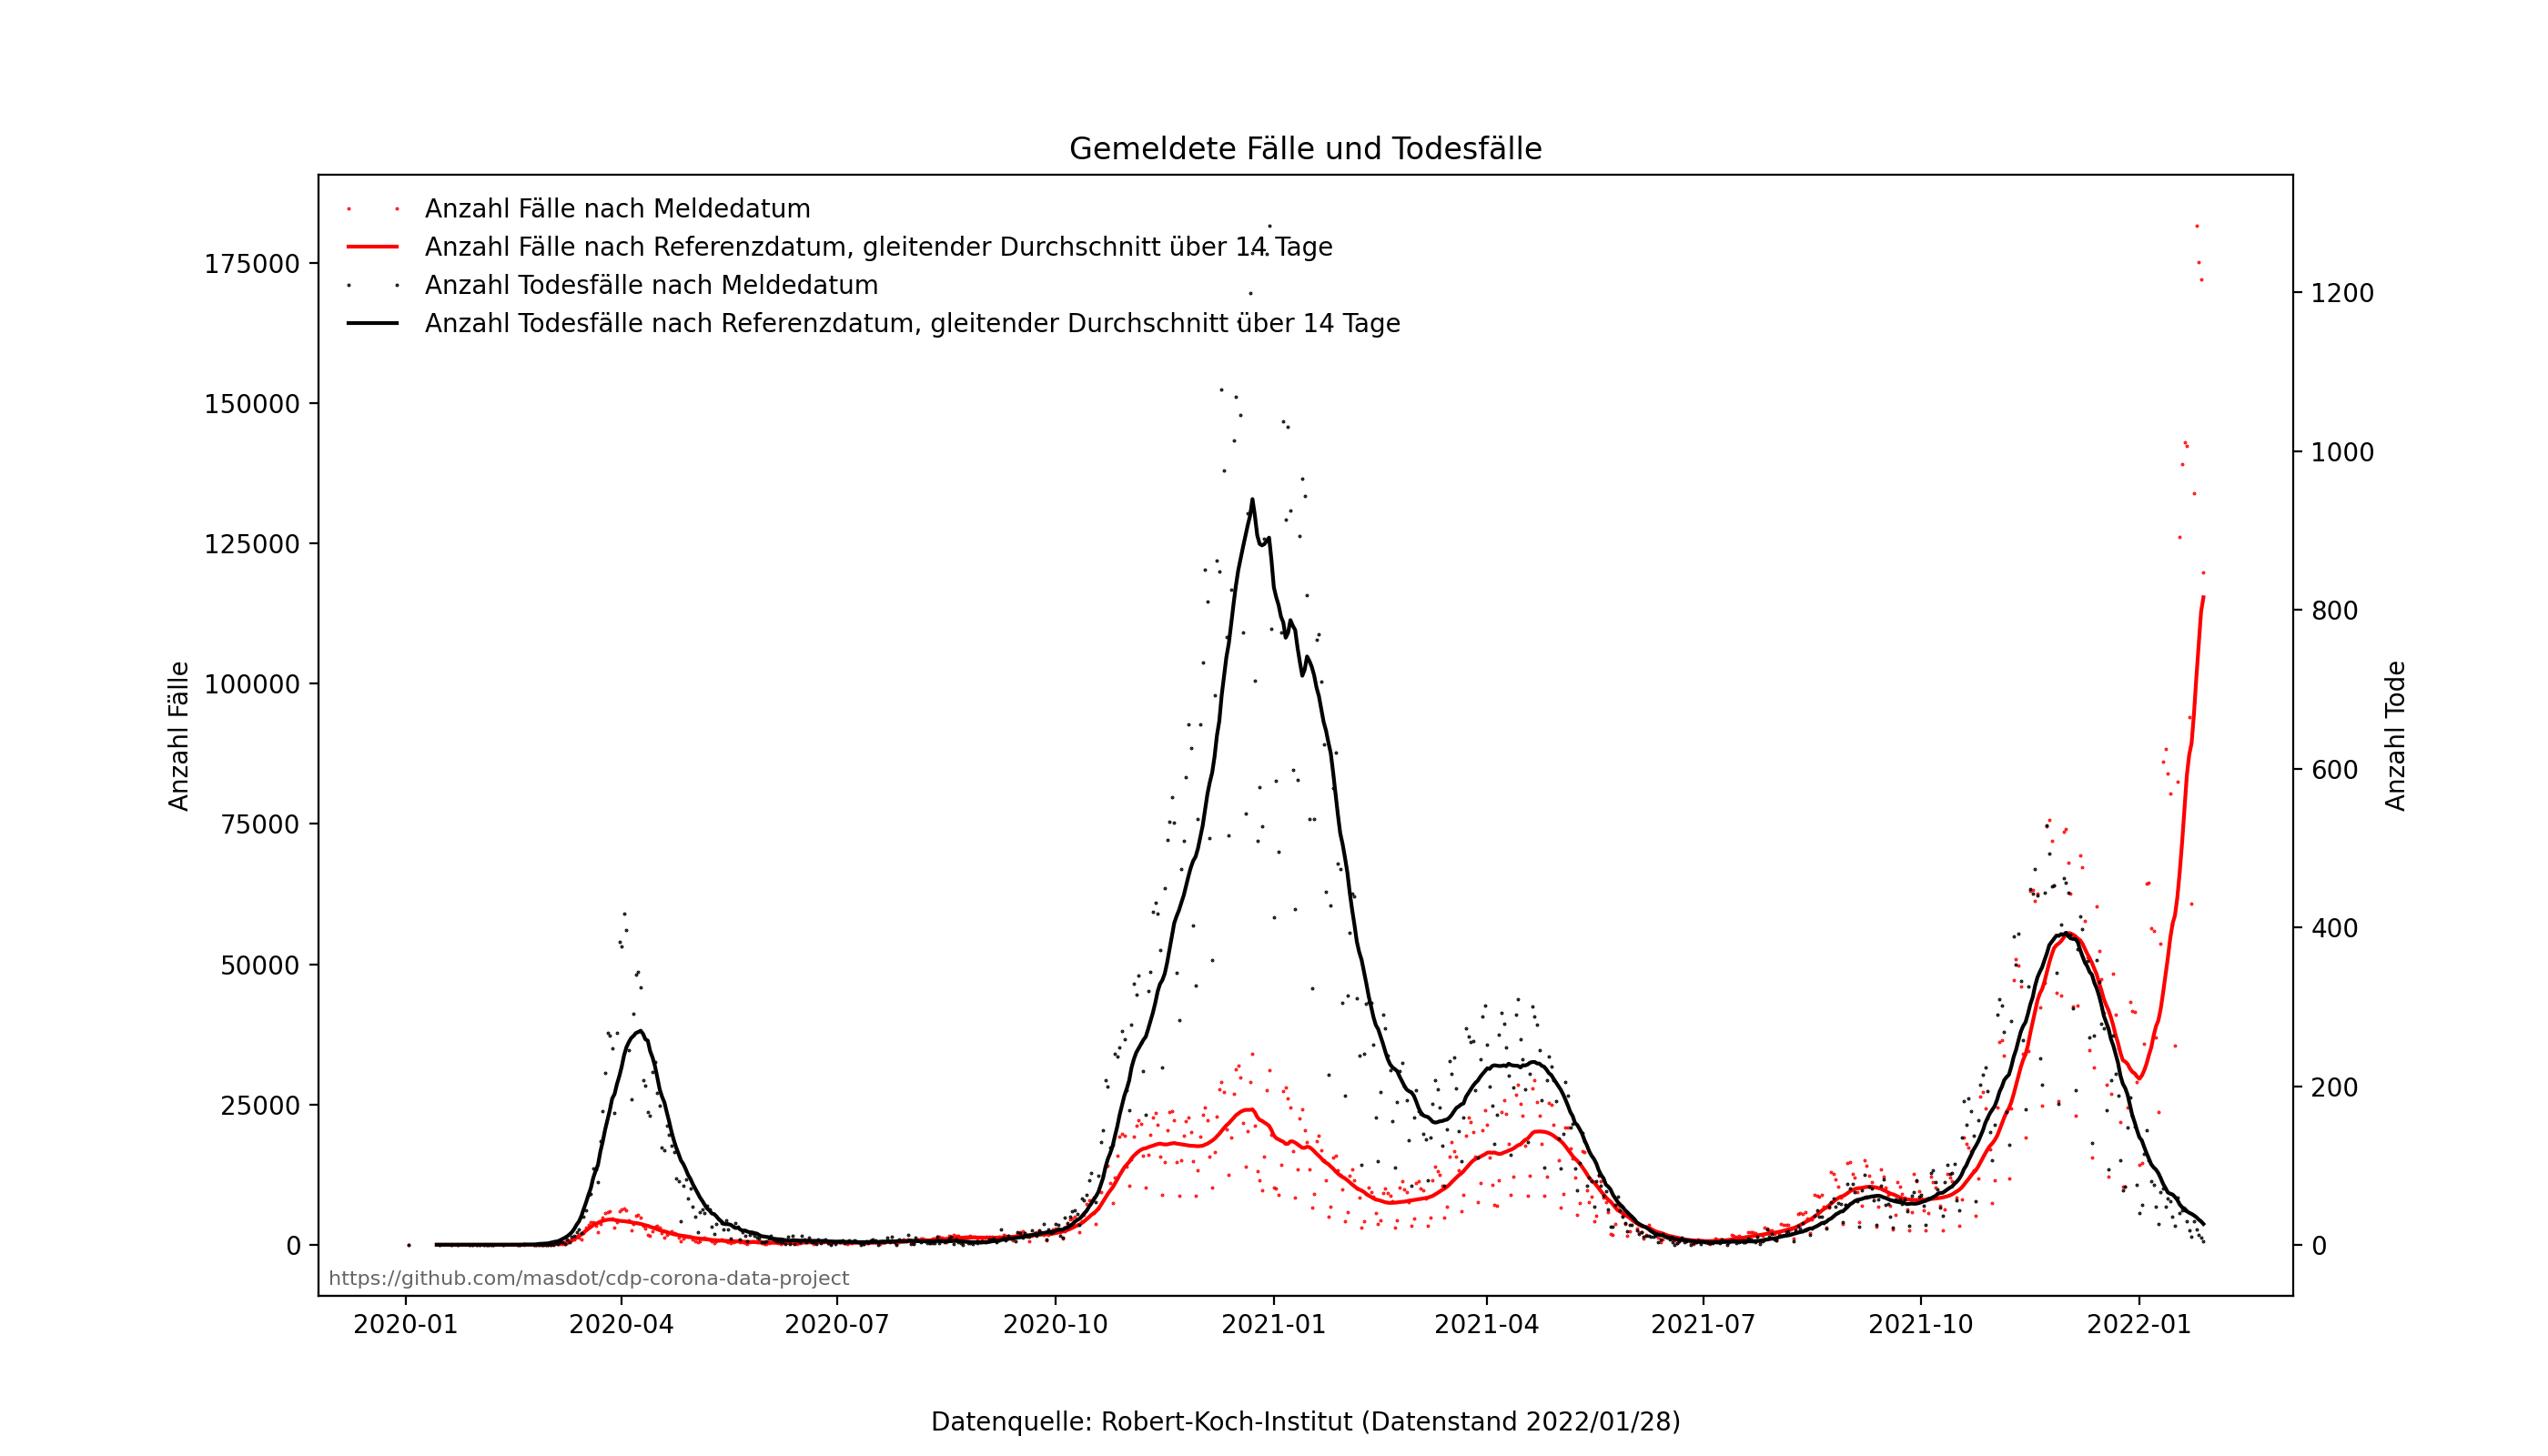 Gemeldete Fälle und Todesfälle
Anzahl Fälle nach Meldedatum
Anzahl Fälle nach Referenzdatum, gleitender Durchschnitt über 14 Tage
Anzahl Todesfälle nach Meldedatum
Anzahl Todesfälle nach Referenzdatum, gleitender Durchschnitt über 14 Tage
175000
150000
125000
100000
75000
50000
25000
0
Anzahl Fälle
1200
1000
800
600
400
200
0
Anzahl Tode
https://github.com/masdot/cdp-corona-data-project
2020-01 2020-04 2020-07 2020-10 2021-01 2021-04 2021-07 2021-10 2022-01
Datenquelle: Robert-Koch-Institut (Datenstand 2022/01/28)